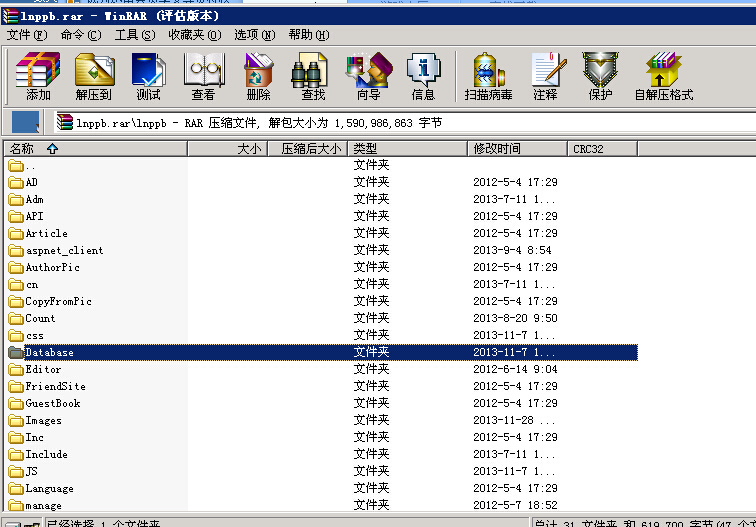 lnppb.rar - WinRAR (评估版本)
文件(F) 命令(C) 工具(S) 收藏夹(O) 选项(N) 帮助(H)
添加 解压到 测试 查看 删除 查找 向导 信息 扫描病毒 注释 保护 自解压格式
lnppb.rar\lnppb - RAR 压缩文件, 解包大小为 1,590,986,863 字节
名称 大小 压缩后大小 类型 修改时间 CRC32
.. 文件夹
AD 文件夹 2012-5-4 17:29
Adm 文件夹 2013-7-11 1...
API 文件夹 2012-5-4 17:29
Article 文件夹 2012-5-4 17:29
aspnet_client 文件夹 2013-9-4 8:54
AuthorPic 文件夹 2012-5-4 17:29
cn 文件夹 2013-7-11 1...
CopyFromPic 文件夹 2012-5-4 17:29
Count 文件夹 2013-8-20 9:50
css 文件夹 2013-11-7 1...
Database 文件夹 2013-11-7 1...
Editor 文件夹 2012-6-14 9:04
FriendSite 文件夹 2012-5-4 17:29
GuestBook 文件夹 2012-5-4 17:29
Images 文件夹 2013-11-28 ...
Inc 文件夹 2012-5-4 17:29
Include 文件夹 2013-7-11 1...
JS 文件夹 2013-11-7 1...
Language 文件夹 2012-5-4 17:29
manage 文件夹 2012-5-7 18:52
已经选择 1 个文件夹 总计 31 文件夹 和 619,700 字节(47 个文